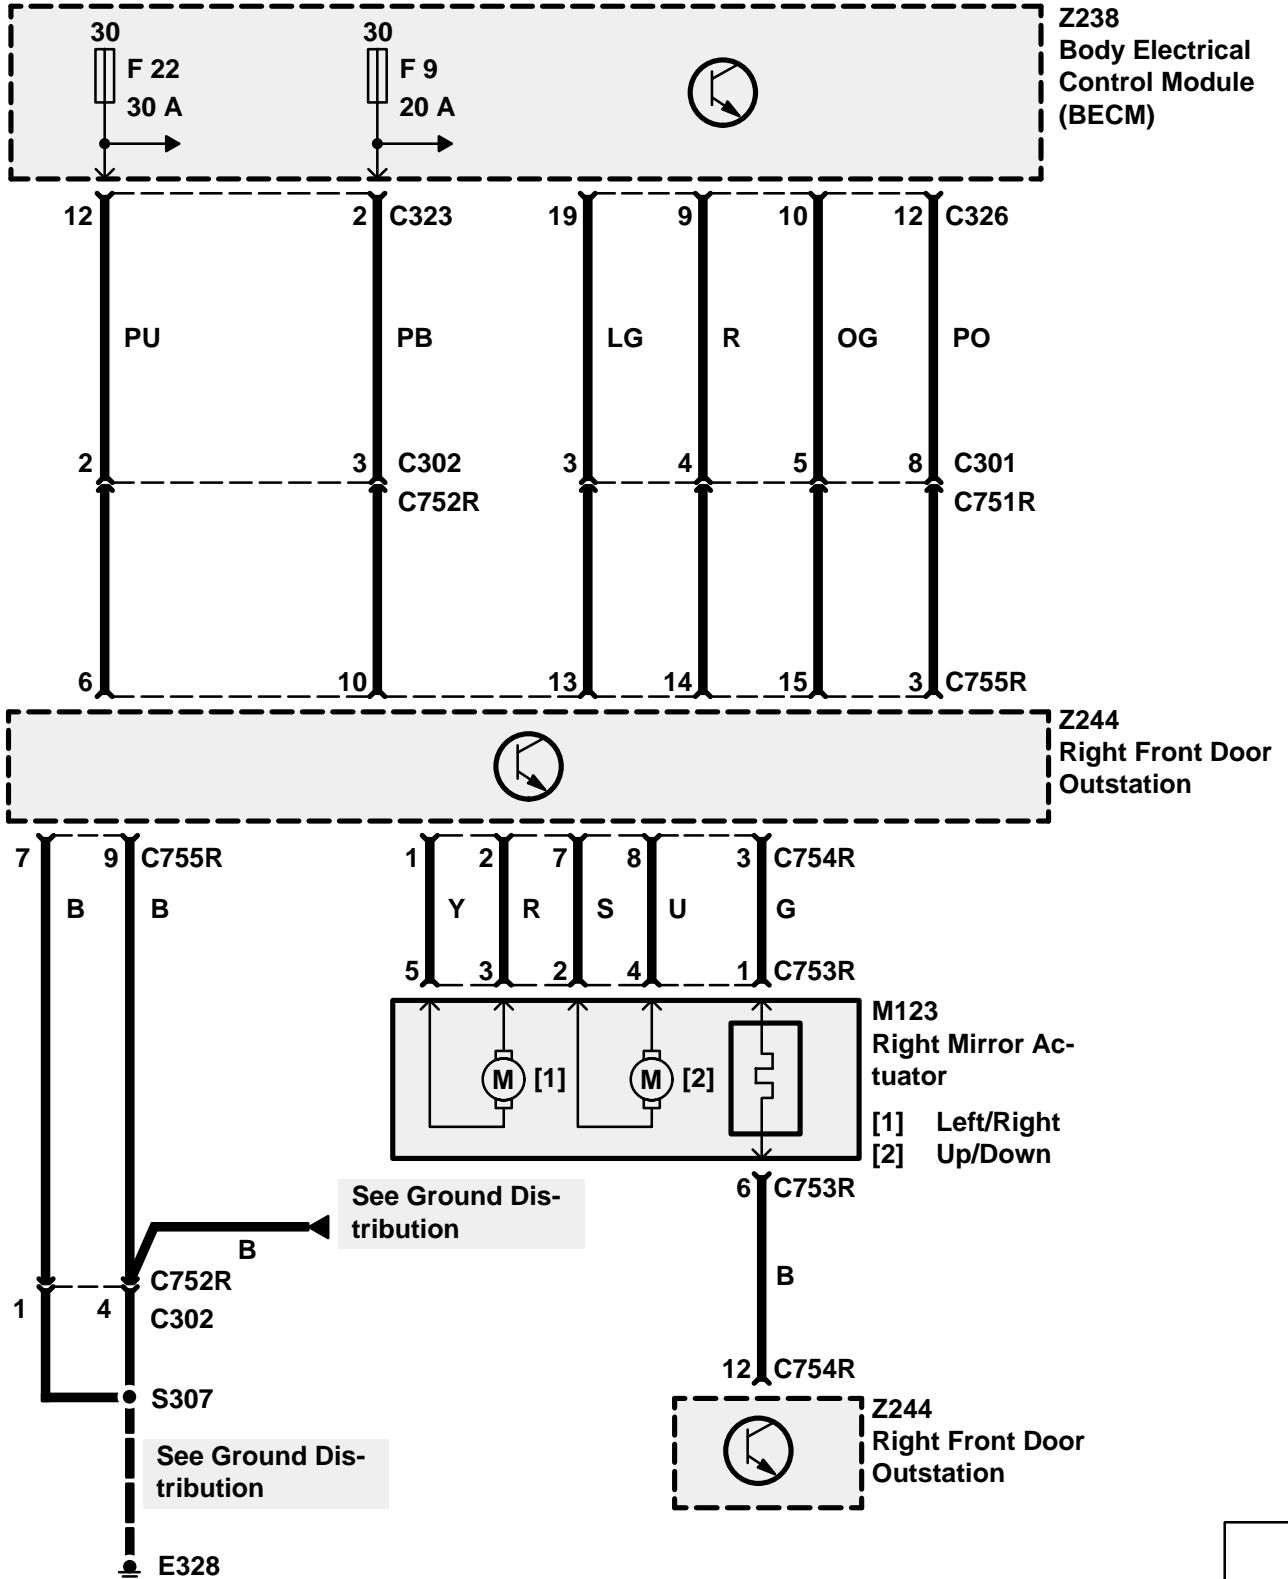 30 30
F 22 F 9
30 A 20 A
Z238
Body Electrical
Control Module
(BECM)
12 2 C323 19 9 10 12 C326
PU PB LG R OG PO
2 3 C302 3 4 5 8 C301
C752R C751R
6 10 13 14 15 3 C755R
Z244
Right Front Door
Outstation
7 9 C755R 1 2 7 8 3 C754R
B B Y R S U G
5 3 2 4 1 C753R
M123
Right Mirror Ac-
tuator
M [1] M [2]
[1] Left/Right
[2] Up/Down
6 C753R
See Ground Dis-
tribution
B
B
C752R
1 4 C302
12 C754R
S307
Z244
Right Front Door
Outstation
See Ground Dis-
tribution
E328